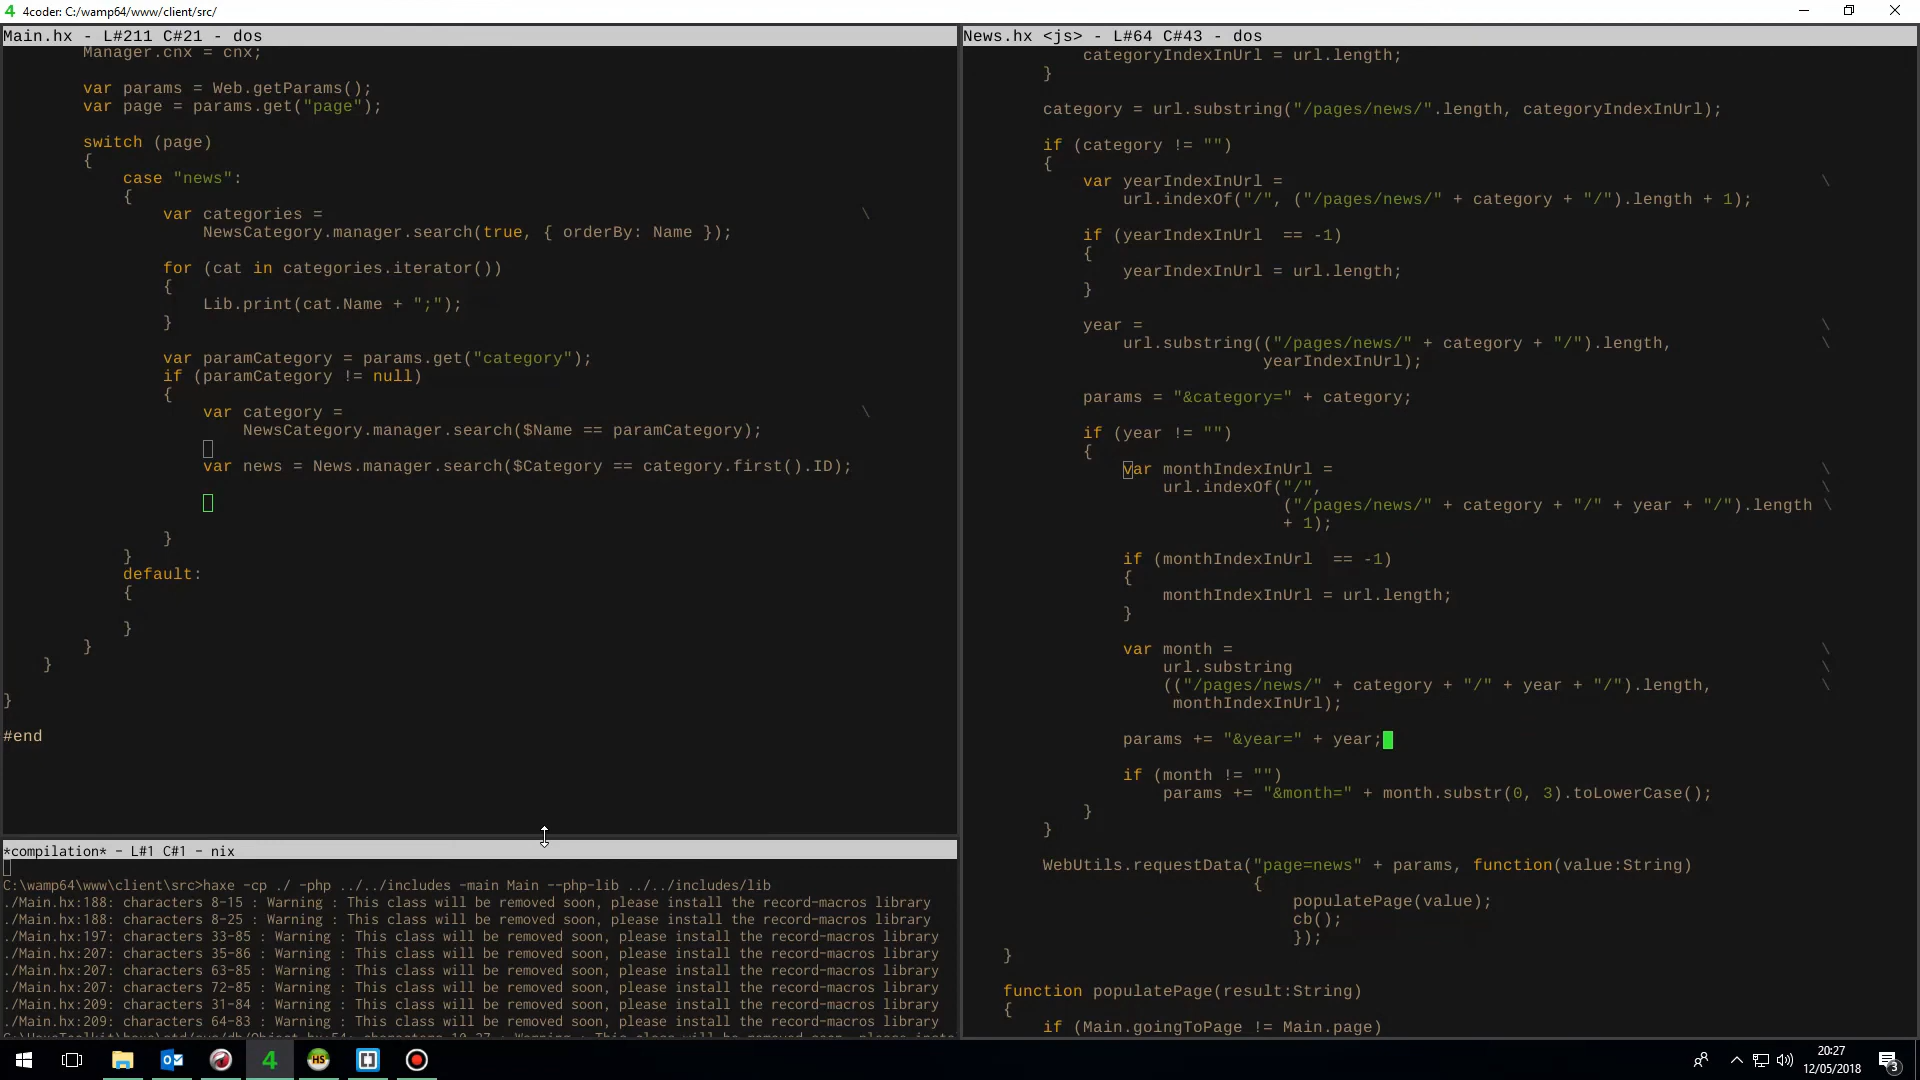 4 4coder: C:/wamp64/www/client/src/
Main.hx - L#211 C#21 - dos
Manager.cnx = cnx;
var params = Web.getParams();
var page = params.get("page");
switch (page)
{
case "news":
{
var categories = \
NewsCategory.manager.search(true, { orderBy: Name });
for (cat in categories.iterator())
{
Lib.print(cat.Name + ";");
}
var paramCategory = params.get("category");
if (paramCategory != null)
{
var category = \
NewsCategory.manager.search($Name == paramCategory);
var news = News.manager.search($Category == category.first().ID);
}
}
default:
{
}
}
}
}
#end
*compilation* - L#1 C#1 - nix
C:\wamp64\www\client\src>haxe -cp ./ -php ../../includes -main Main --php-lib ../../includes/lib
./Main.hx:188: characters 8-15 : Warning : This class will be removed soon, please install the record-macros library
./Main.hx:188: characters 8-25 : Warning : This class will be removed soon, please install the record-macros library
./Main.hx:197: characters 33-85 : Warning : This class will be removed soon, please install the record-macros library
./Main.hx:207: characters 35-86 : Warning : This class will be removed soon, please install the record-macros library
./Main.hx:207: characters 63-85 : Warning : This class will be removed soon, please install the record-macros library
./Main.hx:207: characters 72-85 : Warning : This class will be removed soon, please install the record-macros library
./Main.hx:209: characters 31-84 : Warning : This class will be removed soon, please install the record-macros library
./Main.hx:209: characters 64-83 : Warning : This class will be removed soon, please install the record-macros library
News.hx <js> - L#64 C#43 - dos
categoryIndexInUrl = url.length;
}
category = url.substring("/pages/news/".length, categoryIndexInUrl);
if (category != "")
{
var yearIndexInUrl = \
url.indexOf("/", ("/pages/news/" + category + "/").length + 1);
if (yearIndexInUrl  == -1)
{
yearIndexInUrl = url.length;
}
year = \
url.substring(("/pages/news/" + category + "/").length, \
yearIndexInUrl);
params = "&category=" + category;
if (year != "")
{
var monthIndexInUrl = \
url.indexOf("/", \
("/pages/news/" + category + "/" + year + "/").length \
+ 1);
if (monthIndexInUrl  == -1)
{
monthIndexInUrl = url.length;
}
var month = \
url.substring \
(("/pages/news/" + category + "/" + year + "/").length, \
monthIndexInUrl);
params += "&year=" + year;
if (month != "")
params += "&month=" + month.substr(0, 3).toLowerCase();
}
}
WebUtils.requestData("page=news" + params, function(value:String)
{
populatePage(value);
cb();
});
}
function populatePage(result:String)
{
if (Main.goingToPage != Main.page)
4
HS
20:27
12/05/2018
3